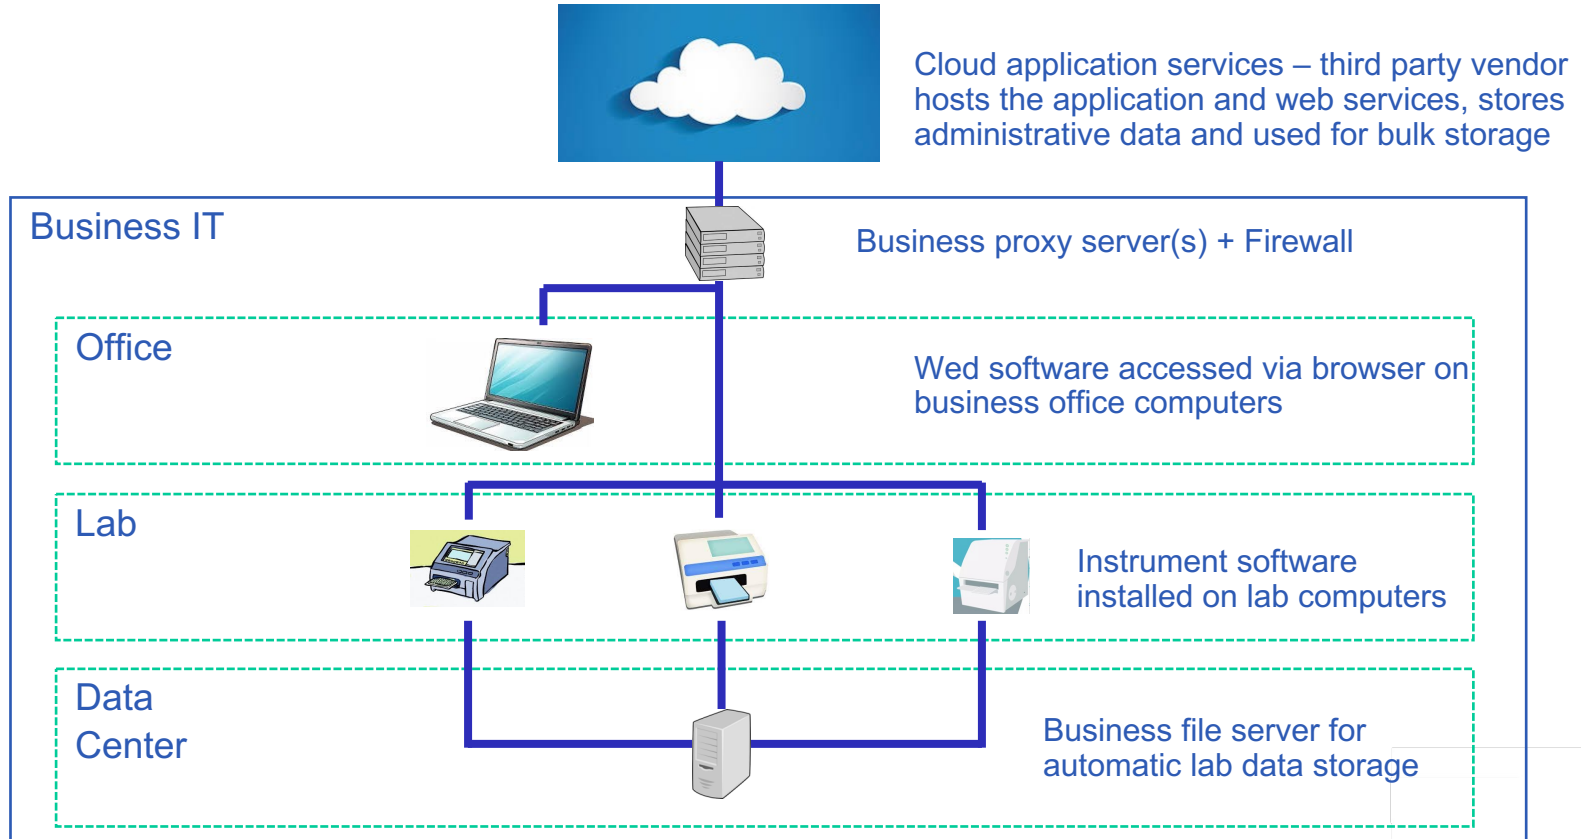 Cloud application services – third party vendor
hosts the application and web services, stores
administrative data and used for bulk storage
Business IT
Business proxy server(s) + Firewall
Office
Wed software accessed via browser on
business office computers
Lab
Instrument software
installed on lab computers
Data
Center
Business file server for
automatic lab data storage